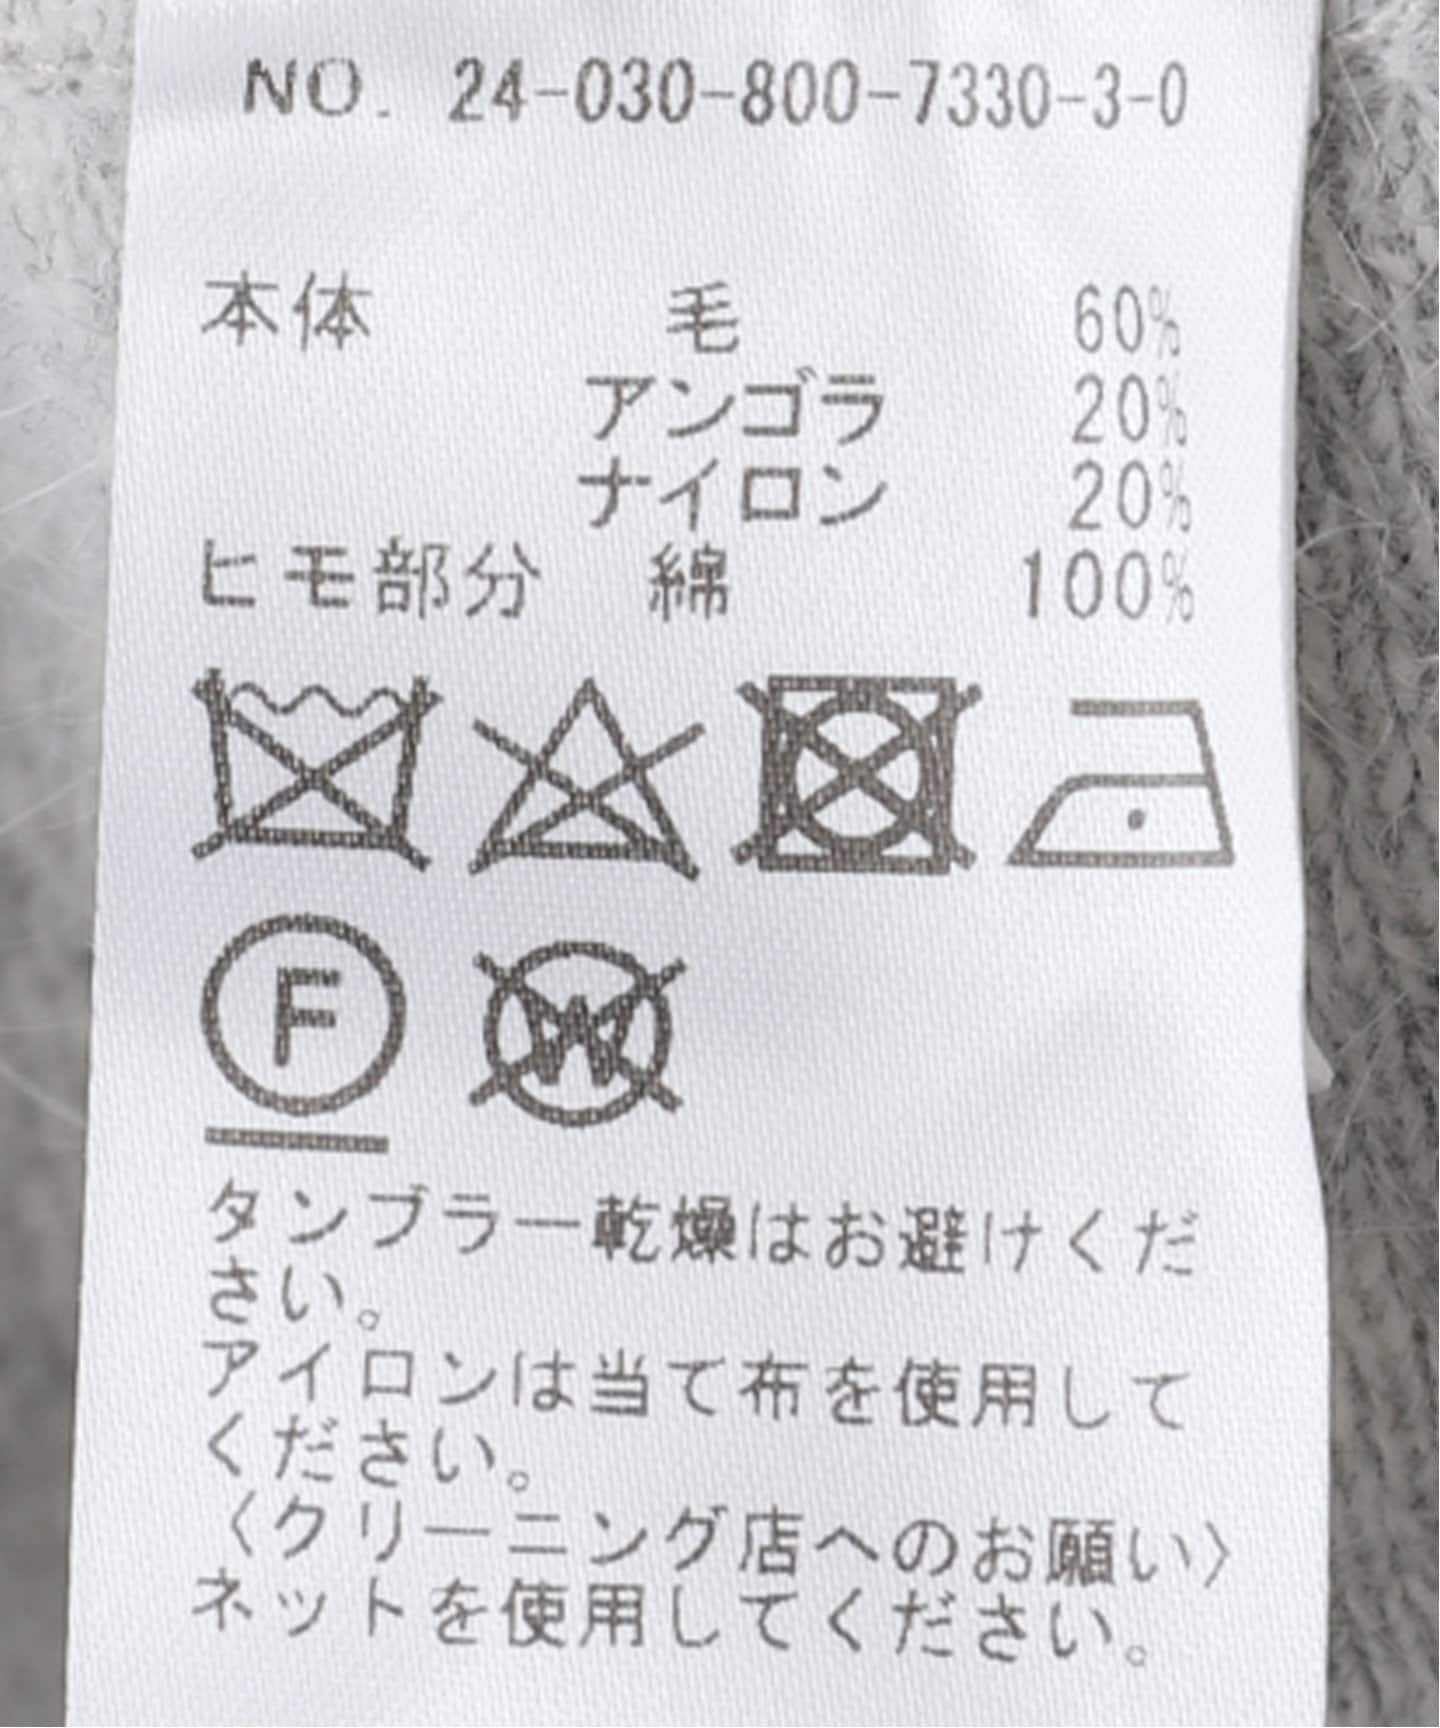 NO. 24-030-800-7330-3-0
本体 毛 60%
アンゴラ 20%
ナイロン 20%
ヒモ部分 綿 100%
F
W
タンブラー乾燥はお避けくだ
さい。
アイロンは当て布を使用して
ください。
〈クリーニング店へのお願い〉
ネットを使用してください。